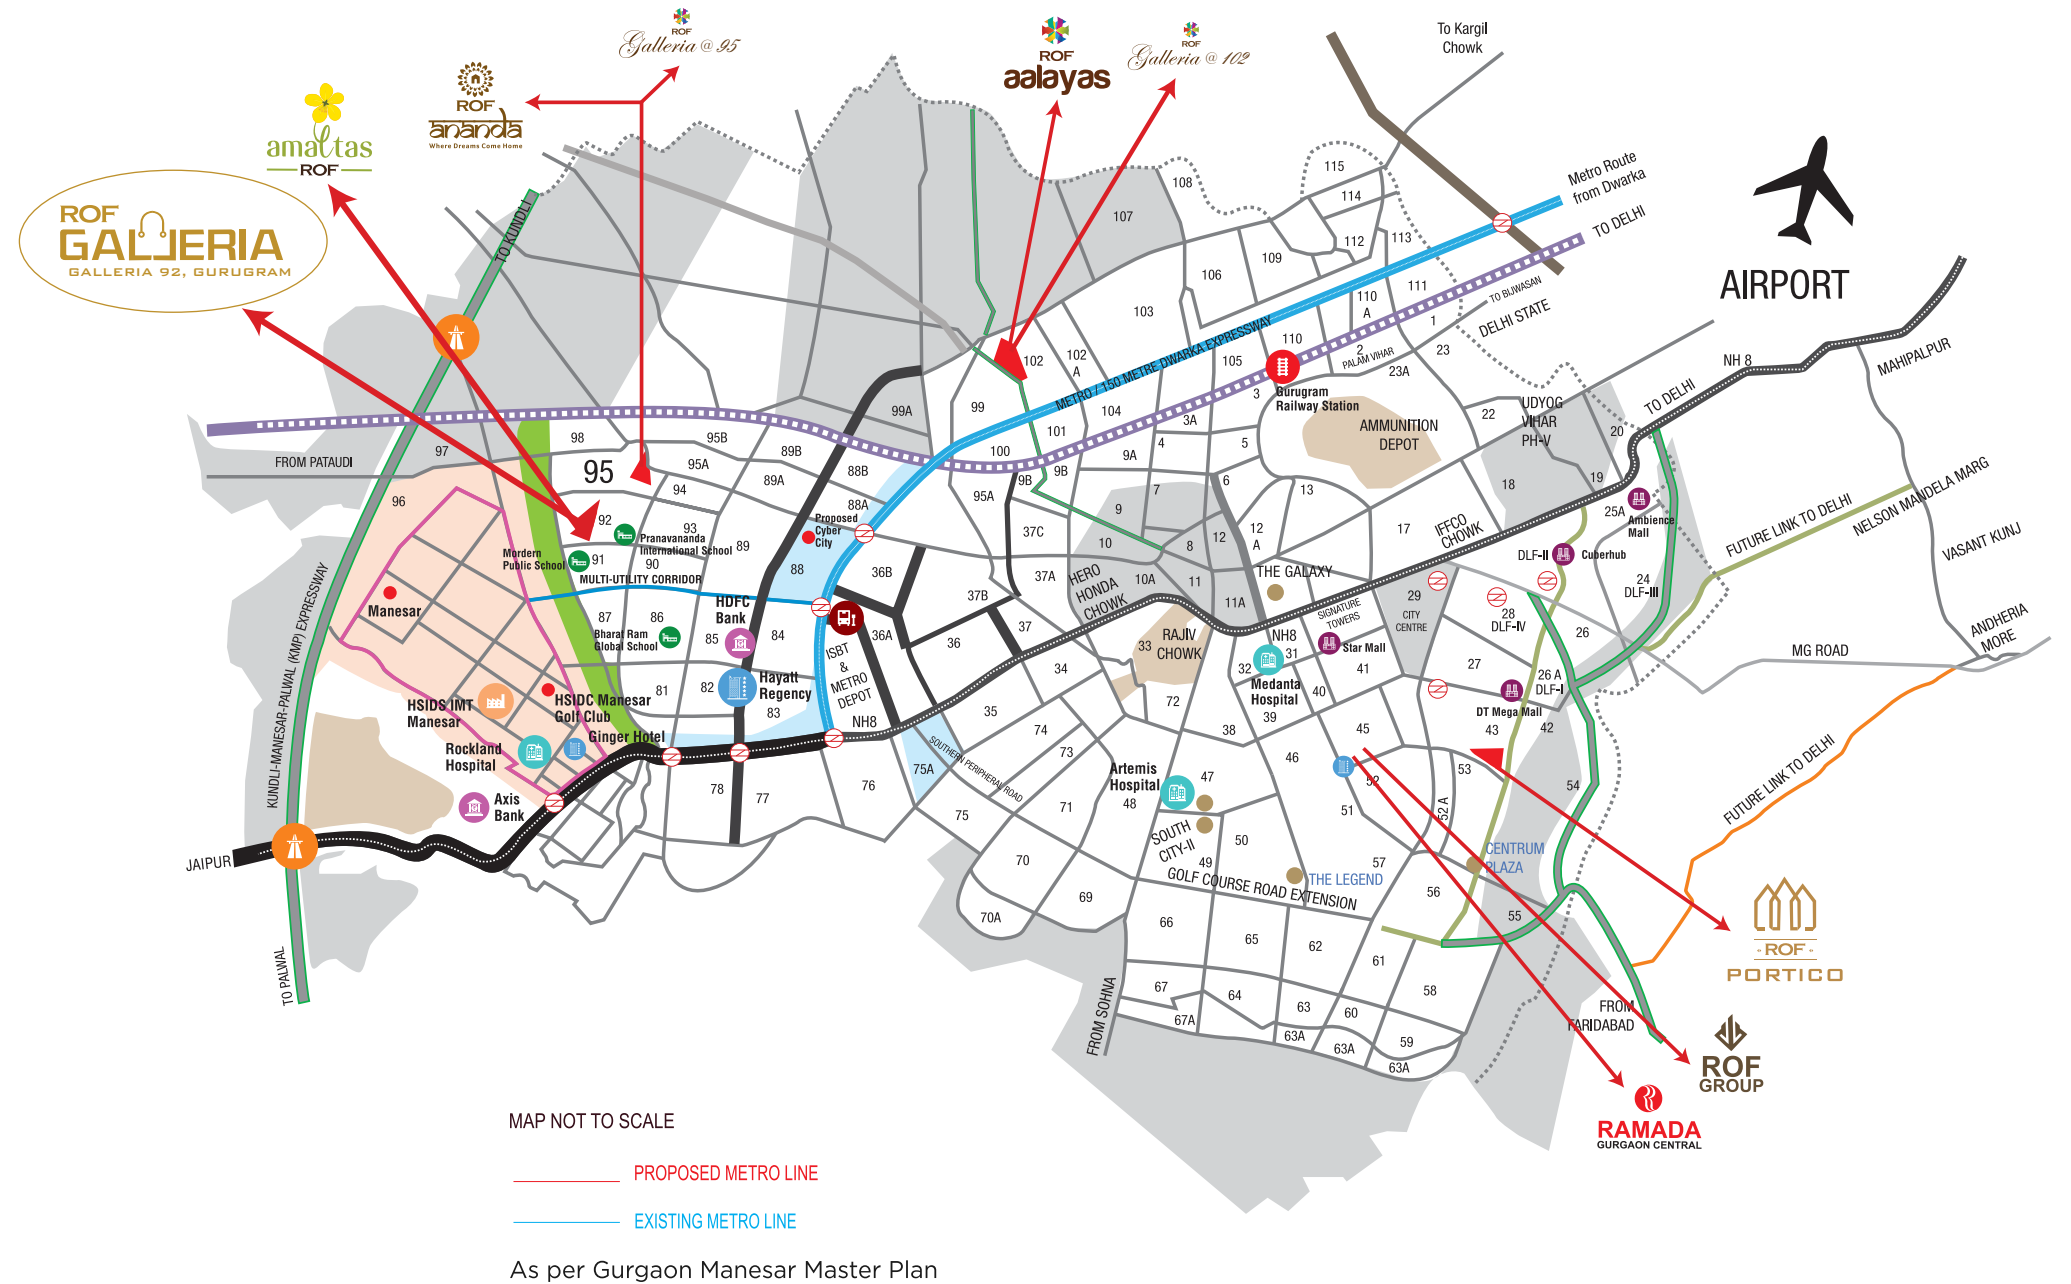 ROF
Galleria @ 95
ROF
aalayas
ROF
Galleria @ 102
To Kargil
Chowk
ROF
ananda
Where Dreams Come Home
amaltas
ROF
ROF
GALLERIA
GALLERIA 92, GURUGRAM
Metro Route
from Dwarka
TO DELHI
AIRPORT
TO KUNDLI
115
114
108
107
113
112
109
106
111
110
A
TO BIJWASAN
DELHI STATE
103
1
METRO / 150 METRE DWARKA EXPRESSWAY
110
2
PALAM VIHAR
23
23A
105
102
102
A
3
Gurugram
Railway Station
NH 8
MAHIPALPUR
TO DELHI
99A
99
104
3A
101
100
4
5
9A
9B
9B
AMMUNITION
DEPOT
22
UDYOG
VIHAR
PH-V
20
19
18
FROM PATAUDI
97
98
95B
95A
95
94
89B
89A
88B
88A
96
92
93
Pranavananda
International School
90
91
Mordern
Public School
MULTI-UTILITY CORRIDOR
89
Proposed
Cyber
City
88
95A
37C
37A
37B
36B
36A
36
37
7
6
9
8
10
10A
11
11A
12
12
A
13
17
HERO
HONDA
CHOWK
THE GALAXY
IFFCO
CHOWK
25A
Ambience
Mall
DLF-II
Cuberhub
24
DLF-III
FUTURE LINK TO DELHI
NELSON MANDELA MARG
VASANT KUNJ
ANDHERIA
MORE
MG ROAD
Manesar
87
86
Bharat Ram
Global School
85
HDFC
Bank
84
ISBT
&
METRO
DEPOT
81
82
Hayatt
Regency
83
NH8
RAJIV
CHOWK
33
34
35
72
32
NH8
31
SIGNATURE
TOWERS
Star Mall
Medanta
Hospital
29
CITY
CENTRE
28
DLF-IV
26
27
26 A
DLF-I
DT Mega Mall
41
40
39
38
42
43
45
46
KUNDLI-MANESAR-PALWAL (KMP) EXPRESSWAY
HSIDS IMT
Manesar
HSIDC Manesar
Golf Club
Ginger Hotel
Rockland
Hospital
Axis
Bank
JAIPUR
TO PALWAL
78
77
76
75A
SOUTHERN PERIPHERAL ROAD
75
74
73
71
70
70A
69
Artemis
Hospital
47
48
SOUTH
CITY-II
49
50
51
52
52 A
53
54
GOLF COURSE ROAD EXTENSION
THE LEGEND
57
56
CENTRUM
PLAZA
55
FUTURE LINK TO DELHI
66
65
62
61
58
67
64
63
60
67A
63A
63A
59
63A
FROM SOHNA
FROM
FARIDABAD
ROF
PORTICO
ROF
GROUP
RAMADA
GURGAON CENTRAL
MAP NOT TO SCALE
PROPOSED METRO LINE
EXISTING METRO LINE
As per Gurgaon Manesar Master Plan